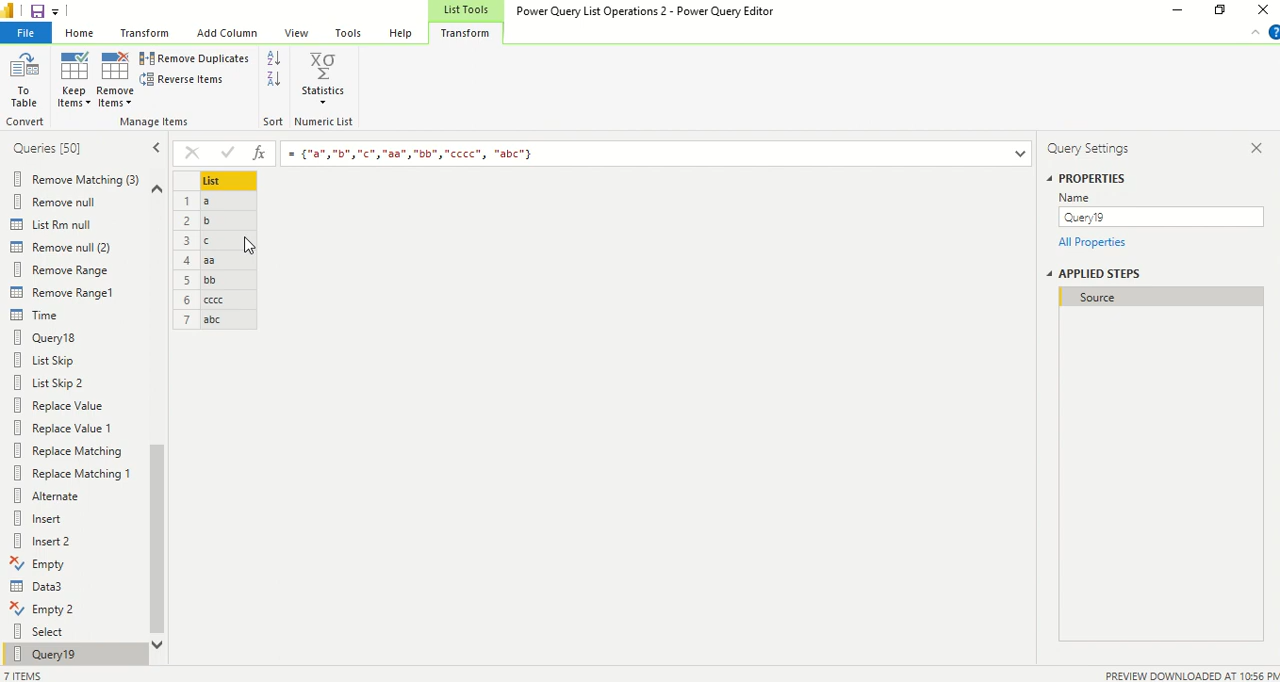 List Tools
Power Query List Operations 2 - Power Query Editor
File
Home
Transform
Add Column
View
Tools
Help
Transform
To Table
Keep Items
Remove Items
Remove Duplicates
Reverse Items
Statistics
Convert
Manage Items
Sort
Numeric List
Queries [50]
Remove Matching (3)
Remove null
List Rm null
Remove null (2)
Remove Range
Remove Range1
Time
Query18
List Skip
List Skip 2
Replace Value
Replace Value 1
Replace Matching
Replace Matching 1
Alternate
Insert
Insert 2
Empty
Data3
Empty 2
Select
Query19
fx
= {"a","b","c","aa","bb","cccc", "abc"}
List
1 a
2 b
3 c
4 aa
5 bb
6 cccc
7 abc
Query Settings
PROPERTIES
Name
Query19
All Properties
APPLIED STEPS
Source
7 ITEMS
PREVIEW DOWNLOADED AT 10:56 PM